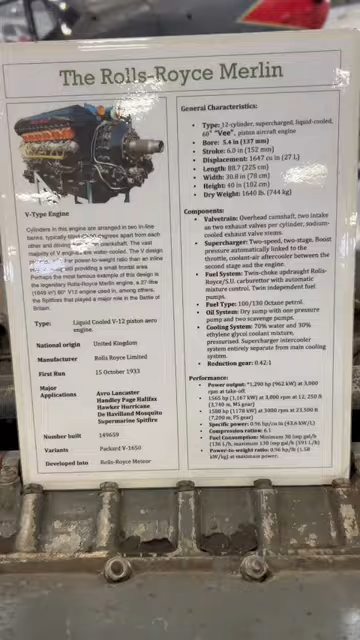 The Rolls-Royce Merlin
V-Type Engine
Cylinders in this engine are arranged in two in-line
banks, typically tilted 60-90 degrees apart from each
other and driving crankshaft. The vast
majority of V engines are water-cooled. The V design
power-to-weight ratio than an inline
still providing a small frontal area.
Perhaps the most famous example of this design is
the legendary Rolls-Royce Merlin engine, a 27-litre
(1649 in³) 60° V12 engine used in, among others,
the Spitfires that played a major role in the Battle of
Britain.
Type: Liquid Cooled V-12 piston aero
engine.
National origin United Kingdom
Manufacturer Rolls Royce Limited
First Run 15 October 1933
Major
Applications Avro Lancaster
Handley Page Halifax
Hawker Hurricane
De Havilland Mosquito
Supermarine Spitfire
Number built 149659
Variants Packard V-1650
Developed Into Rolls-Royce Meteor
General Characteristics:
• Type: 12-cylinder, supercharged, liquid-cooled,
60° "Vee", piston aircraft engine
• Bore: 5.4 in (137 mm)
• Stroke: 6.0 in (152 mm)
• Displacement: 1647 cu in (27 L)
• Length: 88.7 (225 cm)
• Width: 30.8 in (78 cm)
• Height: 40 in (102 cm)
• Dry Weight: 1640 lb. (744 kg)
Components:
• Valvetrain: Overhead camshaft, two intake
and two exhaust valves per cylinder, sodium-
cooled exhaust valve stems.
• Supercharger: Two-speed, two-stage. Boost
pressure automatically linked to the
throttle, coolant-air aftercooler between the
second stage and the engine.
• Fuel System: Twin-choke updraught Rolls-
Royce/S.U. carburettor with automatic
mixture control. Twin independent fuel
pumps.
• Fuel Type: 100/130 Octane petrol.
• Oil System: Dry sump with one pressure
pump and two scavenge pumps.
• Cooling System: 70% water and 30%
ethylene glycol coolant mixture,
pressurised. Supercharger intercooler
system entirely separate from main cooling
system.
• Reduction gear: 0.42:1
Performance:
• Power output: *1,290 hp (962 kW) at 3,000
rpm at take-off
• 1565 hp (1,167 kW) at 3,000 rpm at 12,250 ft
(3,740 m, MS gear)
• 1580 hp (1178 kW) at 3000 rpm at 23,500 ft
(7,200 m, FS gear)
• Specific power: 0.96 hp/cu in (43.6 kW/L)
• Compression ratio: 6:1
• Fuel Consumption: Minimum 30 imp gal/h
(136 L/h), maximum 130 imp gal/h (591 L/h)
• Power-to-weight ratio: 0.96 hp/lb (1.58
kW/kg) at maximum power.